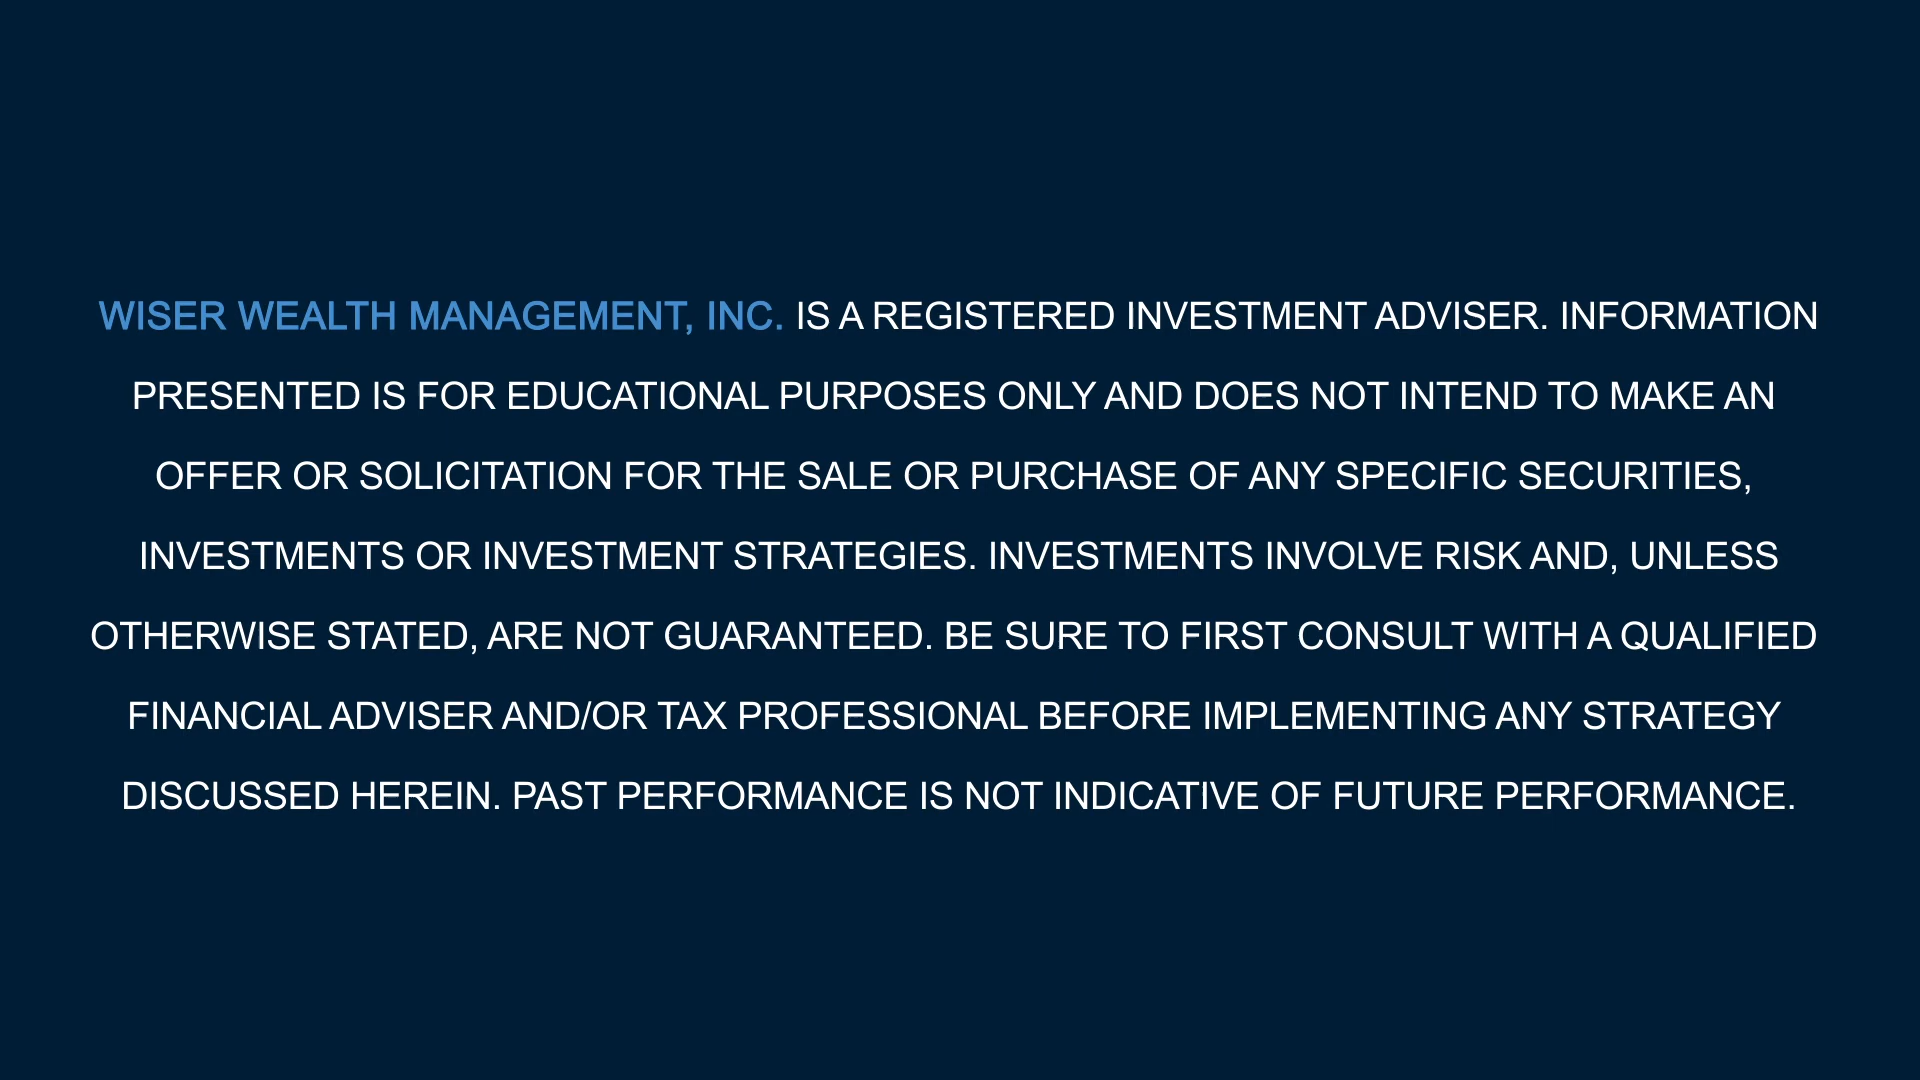 WISER WEALTH MANAGEMENT, INC. IS A REGISTERED INVESTMENT ADVISER. INFORMATION
PRESENTED IS FOR EDUCATIONAL PURPOSES ONLY AND DOES NOT INTEND TO MAKE AN
OFFER OR SOLICITATION FOR THE SALE OR PURCHASE OF ANY SPECIFIC SECURITIES,
INVESTMENTS OR INVESTMENT STRATEGIES. INVESTMENTS INVOLVE RISK AND, UNLESS
OTHERWISE STATED, ARE NOT GUARANTEED. BE SURE TO FIRST CONSULT WITH A QUALIFIED
FINANCIAL ADVISER AND/OR TAX PROFESSIONAL BEFORE IMPLEMENTING ANY STRATEGY
DISCUSSED HEREIN. PAST PERFORMANCE IS NOT INDICATIVE OF FUTURE PERFORMANCE.